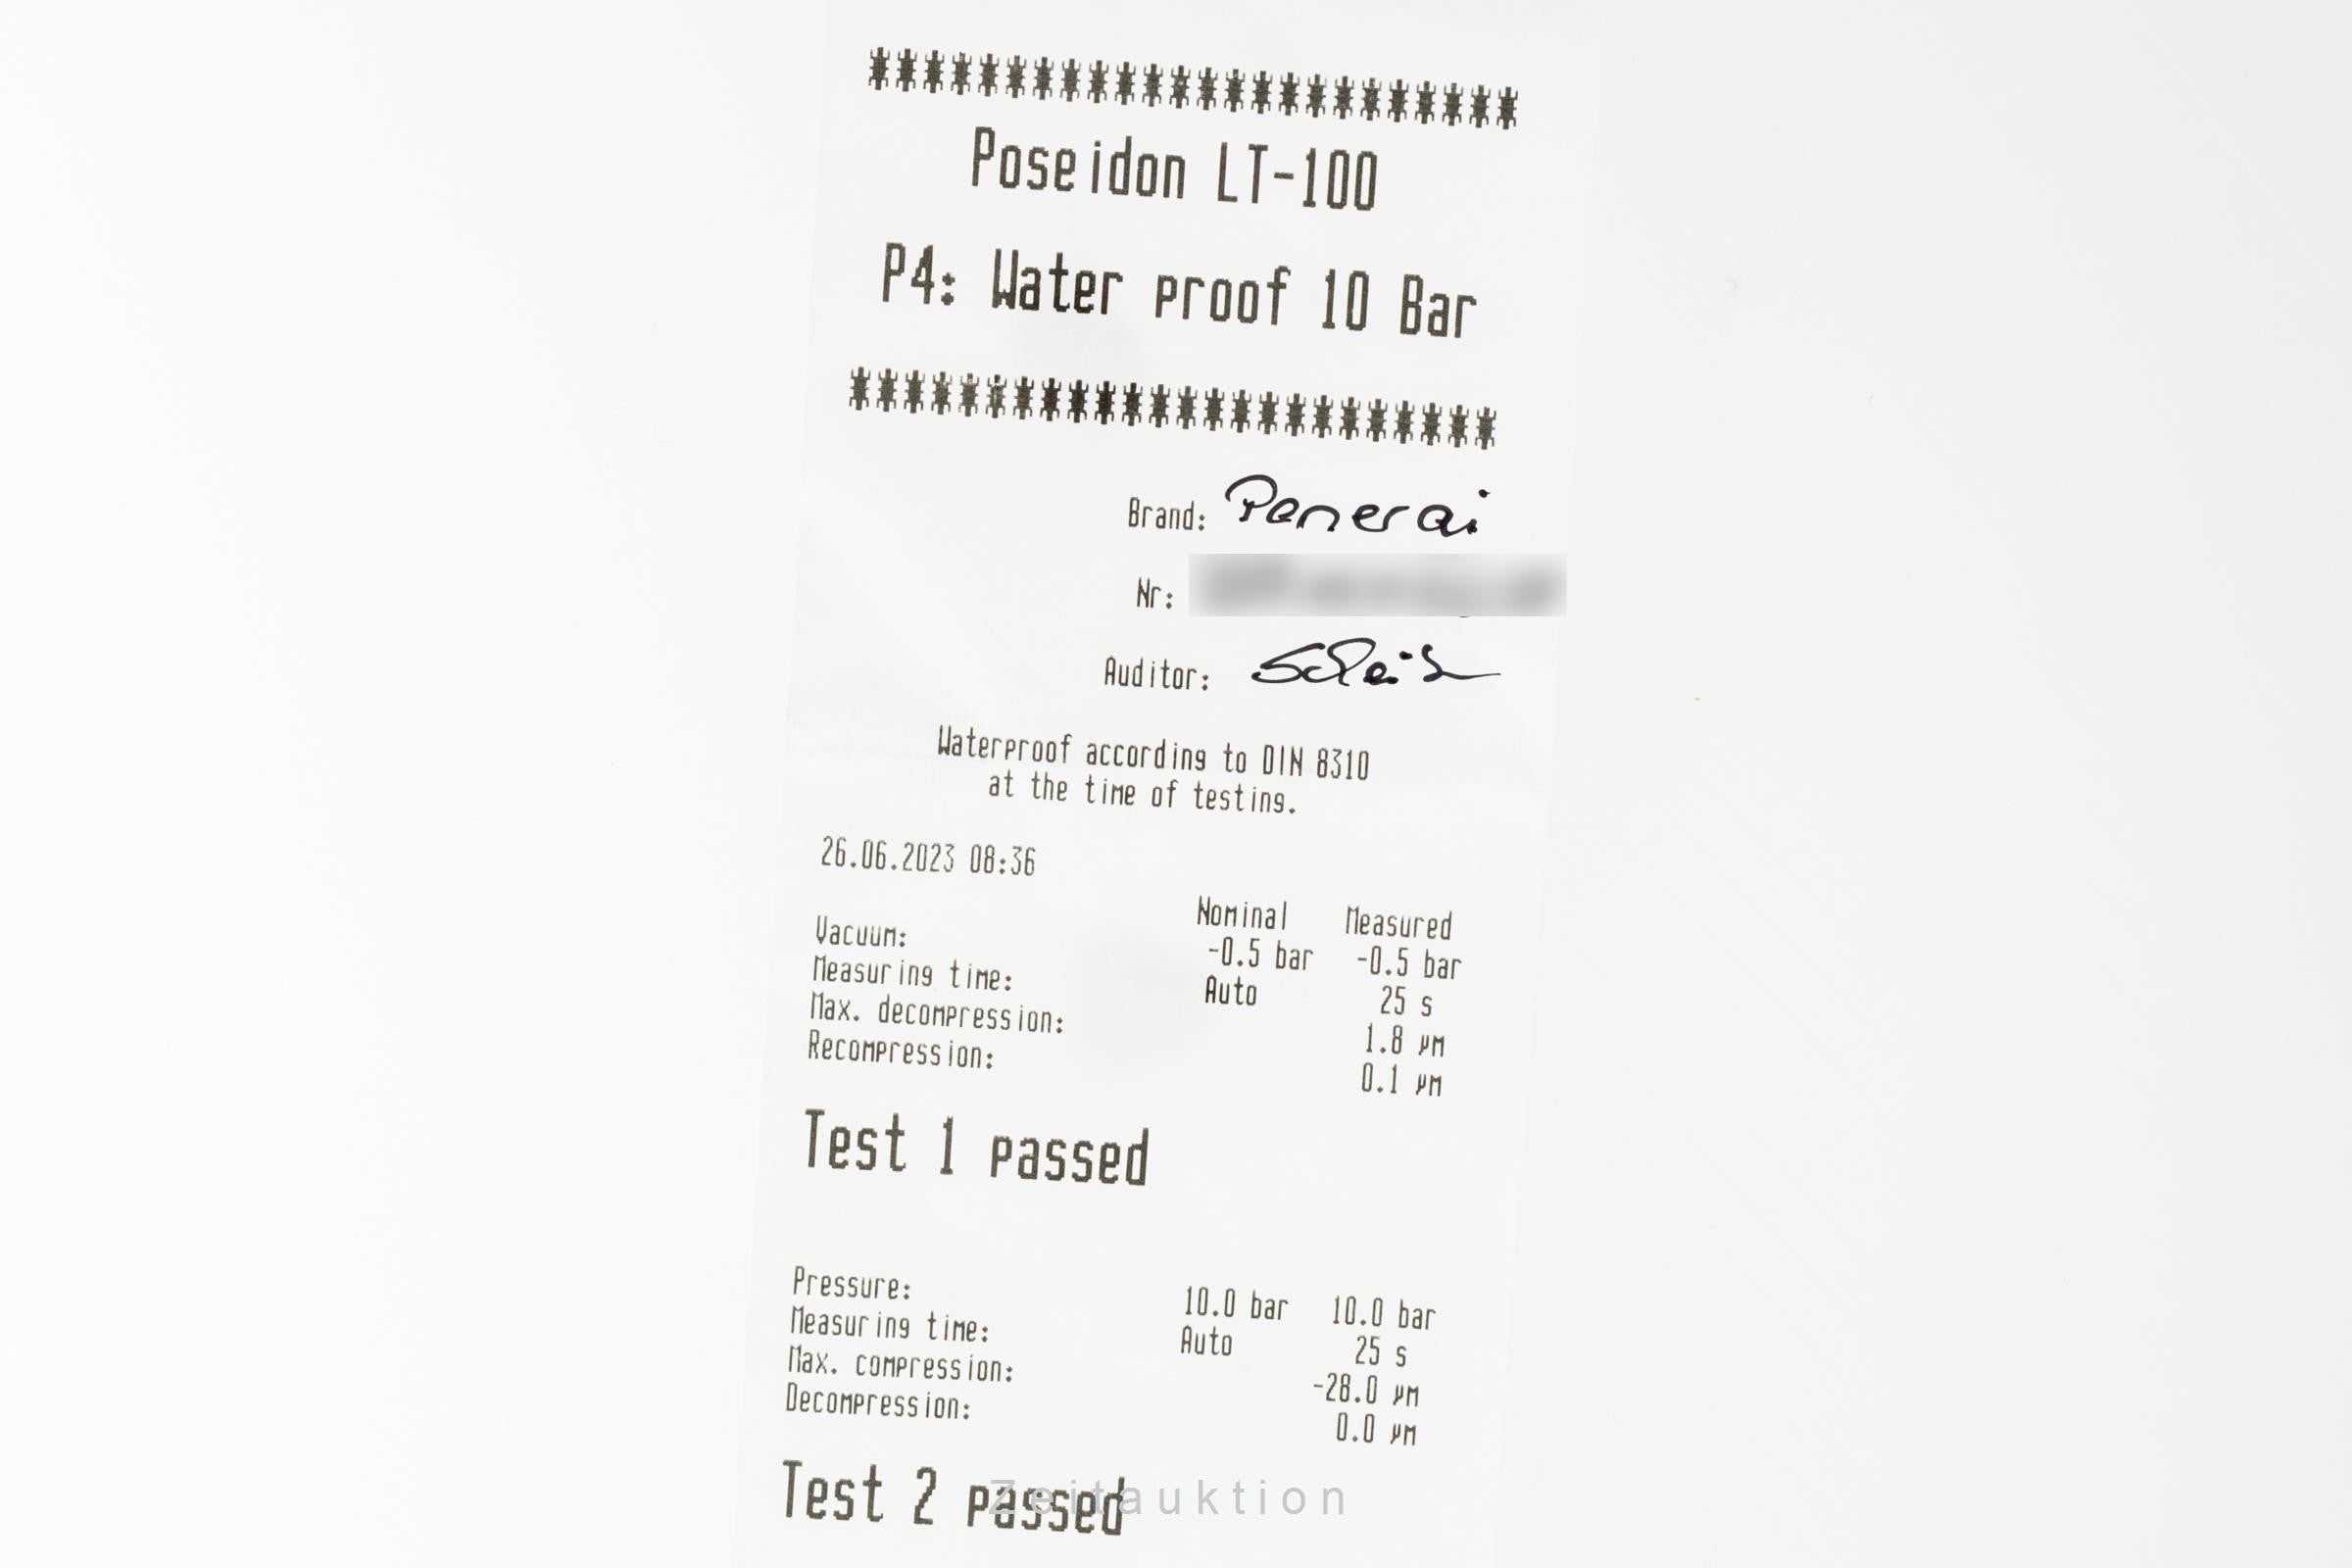 ************************
Poseidon LT-100
P4: Water proof 10 Bar
************************
Brand: Panerai
Nr:
Auditor:
Waterproof according to DIN 8310
at the time of testing.
26.06.2023 08:36
Nominal Measured
Vacuum: -0.5 bar -0.5 bar
Measuring time: Auto 25 s
Max. decompression: 1.8 µm
Recompression: 0.1 µm
Test 1 passed
Pressure: 10.0 bar 10.0 bar
Measuring time: Auto 25 s
Max. compression: -28.0 µm
Decompression: 0.0 µm
Test 2 passed
Zeitauktion